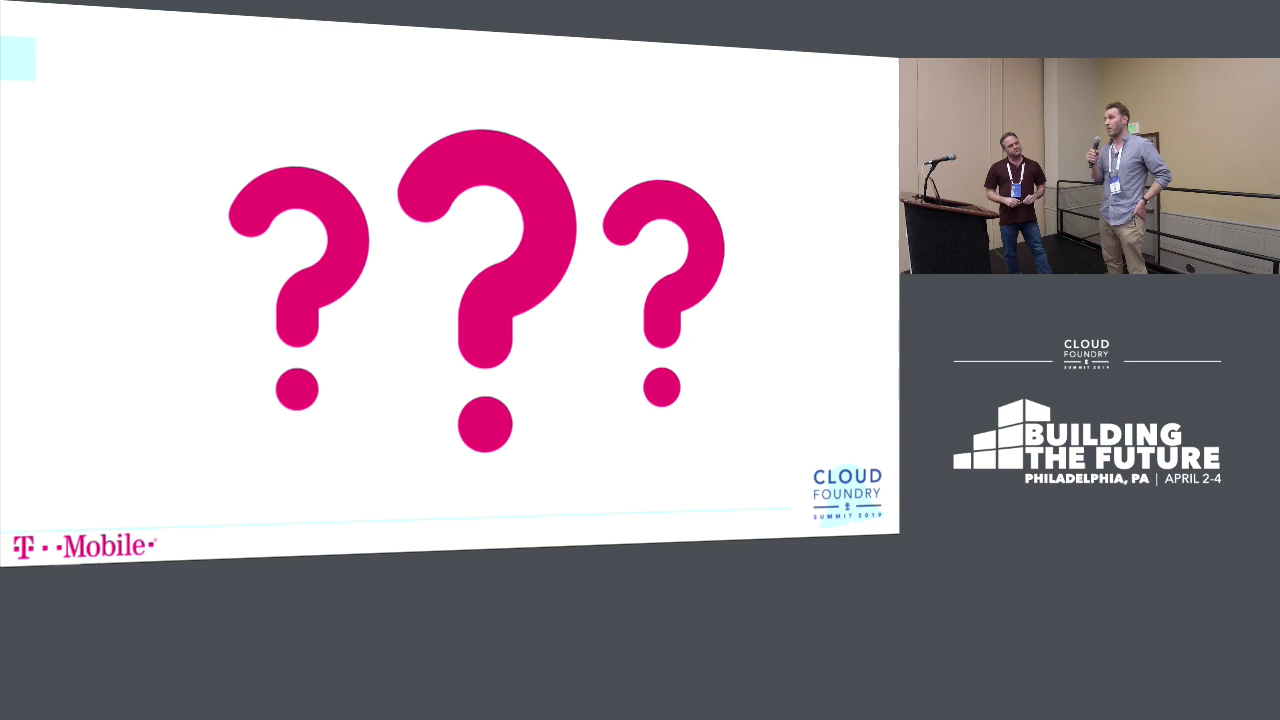 ???
CLOUD
FOUNDRY
SUMMIT 2019
T··Mobile·®
CLOUD
FOUNDRY
SUMMIT 2019
BUILDING
THE FUTURE
PHILADELPHIA, PA | APRIL 2-4